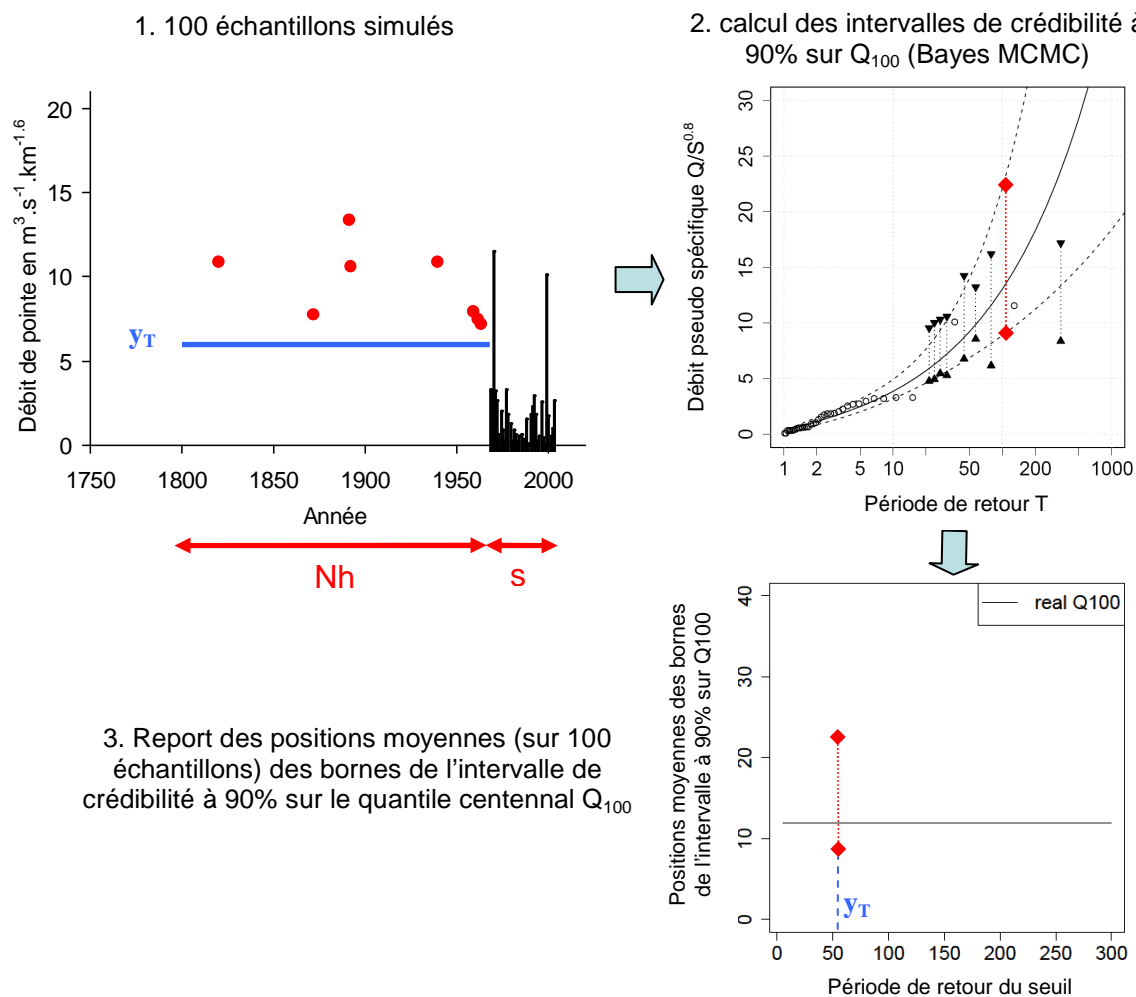 1. 100 échantillons simulés
2. calcul des intervalles de crédibilité à
90% sur Q100 (Bayes MCMC)
Débit de pointe en m3.s-1.km-1.6
20
15
10
5
0
yT
1750
1800
1850
1900
1950
2000
Année
Nh
s
Débit pseudo spécifique Q/S0.8
30
25
20
15
10
5
0
1
2
5
10
50
200
1000
Période de retour T
3. Report des positions moyennes (sur 100
échantillons) des bornes de l'intervalle de
crédibilité à 90% sur le quantile centennal Q100
Positions moyennes des bornes
de l'intervalle à 90% sur Q100
40
30
20
10
0
real Q100
yT
0
50
100
150
200
250
300
Période de retour du seuil